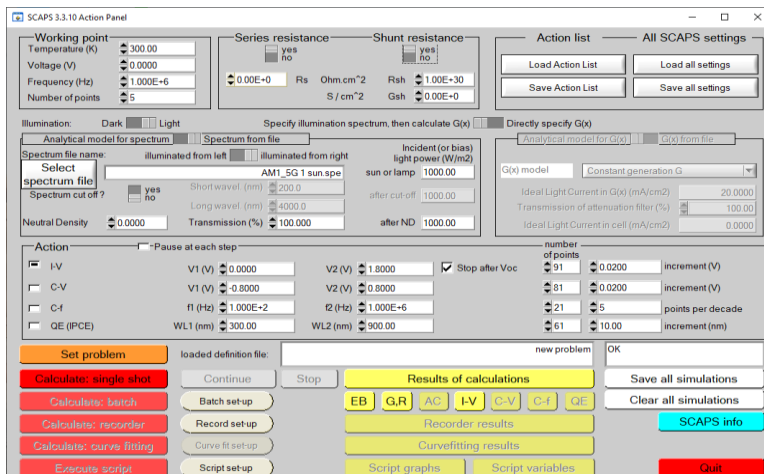 SCAPS 3.3.10 Action Panel
Working point
Temperature (K) 300.00
Voltage (V) 0.0000
Frequency (Hz) 1.000E+6
Number of points 5
Series resistance Shunt resistance
yes yes
no no
0.00E+0 Rs Ohm.cm^2 Rsh 1.00E+30
S / cm^2 Gsh 0.00E+0
Action list All SCAPS settings
Load Action List Load all settings
Save Action List Save all settings
Illumination: Dark Light Specify illumination spectrum, then calculate G(x) Directly specify G(x)
Analytical model for spectrum Spectrum from file
Spectrum file name: illuminated from left illuminated from right
Incident (or bias)
light power (W/m2)
Select
spectrum file
AM1_5G 1 sun.spe sun or lamp 1000.00
Spectrum cut off ? yes
no
Short wavel. (nm) 200.0
Long wavel. (nm) 4000.0
after cut-off 1000.00
Neutral Density 0.0000 Transmission (%) 100.000 after ND 1000.00
Analytical model for G(x) G(x) from file
G(x) model Constant generation G
Ideal Light Current in G(x) (mA/cm2) 20.0000
Transmission of attenuation filter (%) 100.00
Ideal Light Current in cell (mA/cm2) 0.0000
Action Pause at each step number
of points
I-V V1 (V) 0.0000 V2 (V) 1.8000 Stop after Voc 91 0.0200 increment (V)
C-V V1 (V) -0.8000 V2 (V) 0.8000 81 0.0200 increment (V)
C-f f1 (Hz) 1.000E+2 f2 (Hz) 1.000E+6 21 5 points per decade
QE (IPCE) WL1 (nm) 300.00 WL2 (nm) 900.00 61 10.00 increment (nm)
Set problem loaded definition file: new problem OK
Calculate: single shot Continue Stop Results of calculations Save all simulations
Calculate: batch Batch set-up EB G,R AC I-V C-V C-f QE Clear all simulations
Calculate: recorder Record set-up Recorder results SCAPS info
Calculate: curve fitting Curve fit set-up Curvefitting results
Execute script Script set-up Script graphs Script variables Quit